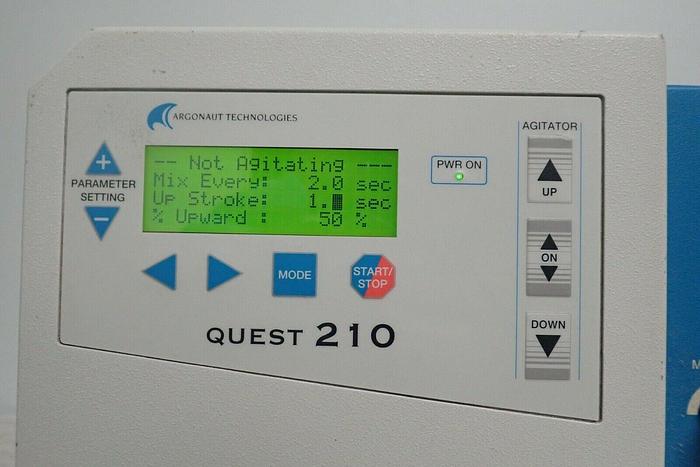 ARGONAUT TECHNOLOGIES
+
PARAMETER
SETTING
−
-- Not Agitating ---
Mix Every: 2.0 sec
Up Stroke: 1.█ sec
% Upward : 50 %
PWR ON
MODE
START/
STOP
QUEST 210
AGITATOR
UP
ON
DOWN